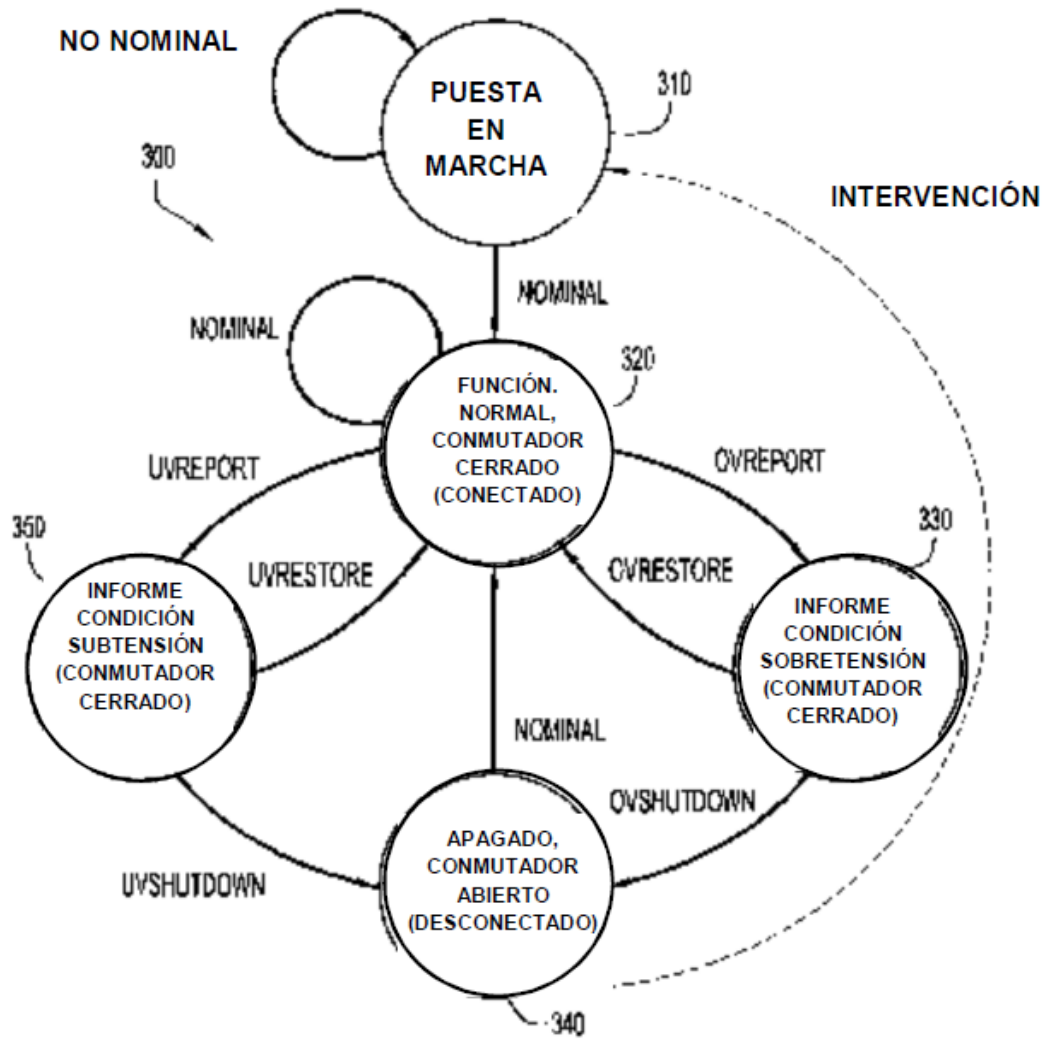 NO NOMINAL
PUESTA
EN
MARCHA
310
300
INTERVENCIÓN
NOMINAL
NOMINAL
320
FUNCIÓN.
NORMAL,
CONMUTADOR
CERRADO
(CONECTADO)
UVREPORT
OVREPORT
350
330
UVRESTORE
OVRESTORE
INFORME
CONDICIÓN
SUBTENSIÓN
(CONMUTADOR
CERRADO)
INFORME
CONDICIÓN
SOBRETENSIÓN
(CONMUTADOR
CERRADO)
NOMINAL
OVSHUTDOWN
UVSHUTDOWN
APAGADO,
CONMUTADOR
ABIERTO
(DESCONECTADO)
340